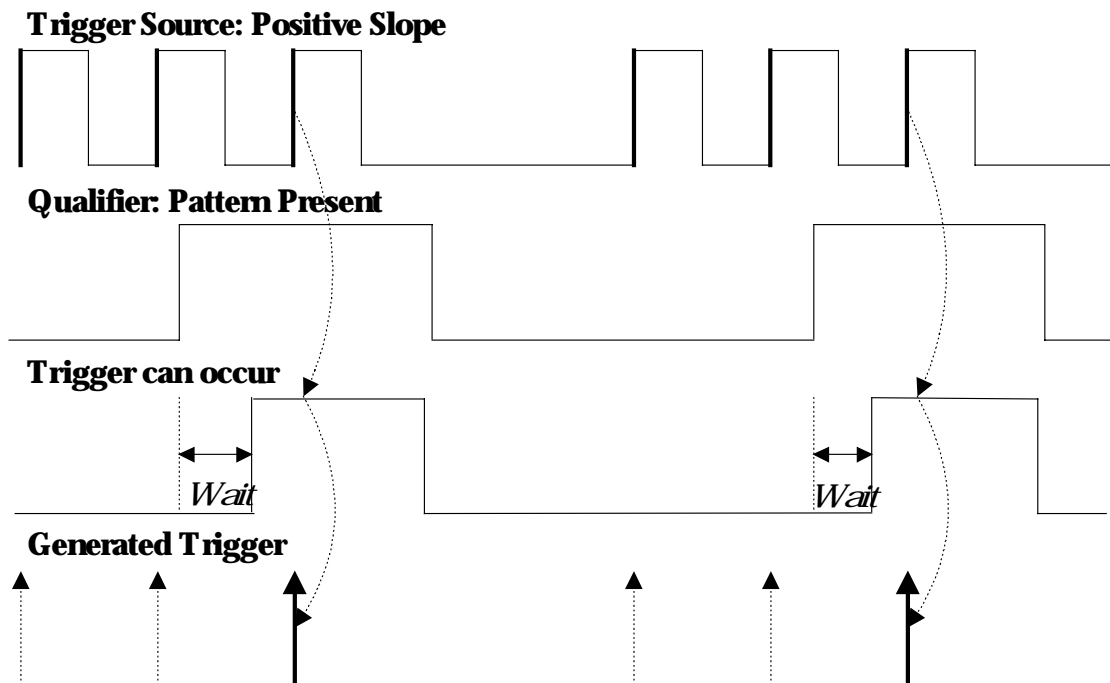 Trigger Source: Positive Slope
Qualifier: Pattern Present
Trigger can occur
Wait
Wait
Generated Trigger